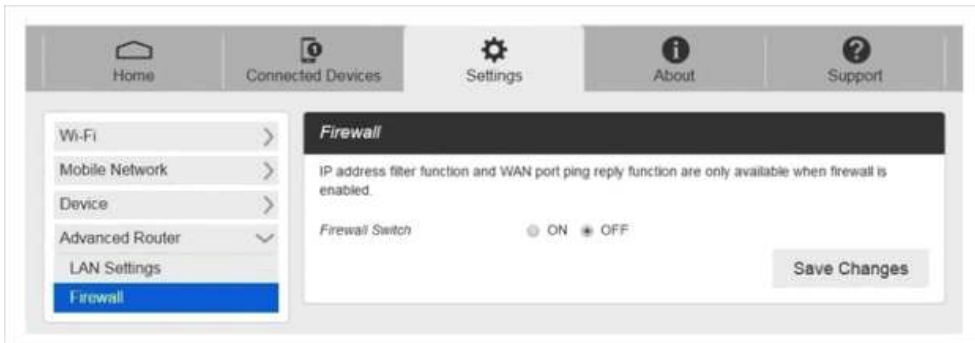 Home
Connected Devices
Settings
About
Support
Wi-Fi
Mobile Network
Device
Advanced Router
LAN Settings
Firewall
Firewall
IP address filter function and WAN port ping reply function are only available when firewall is
enabled.
Firewall Switch ON OFF
Save Changes